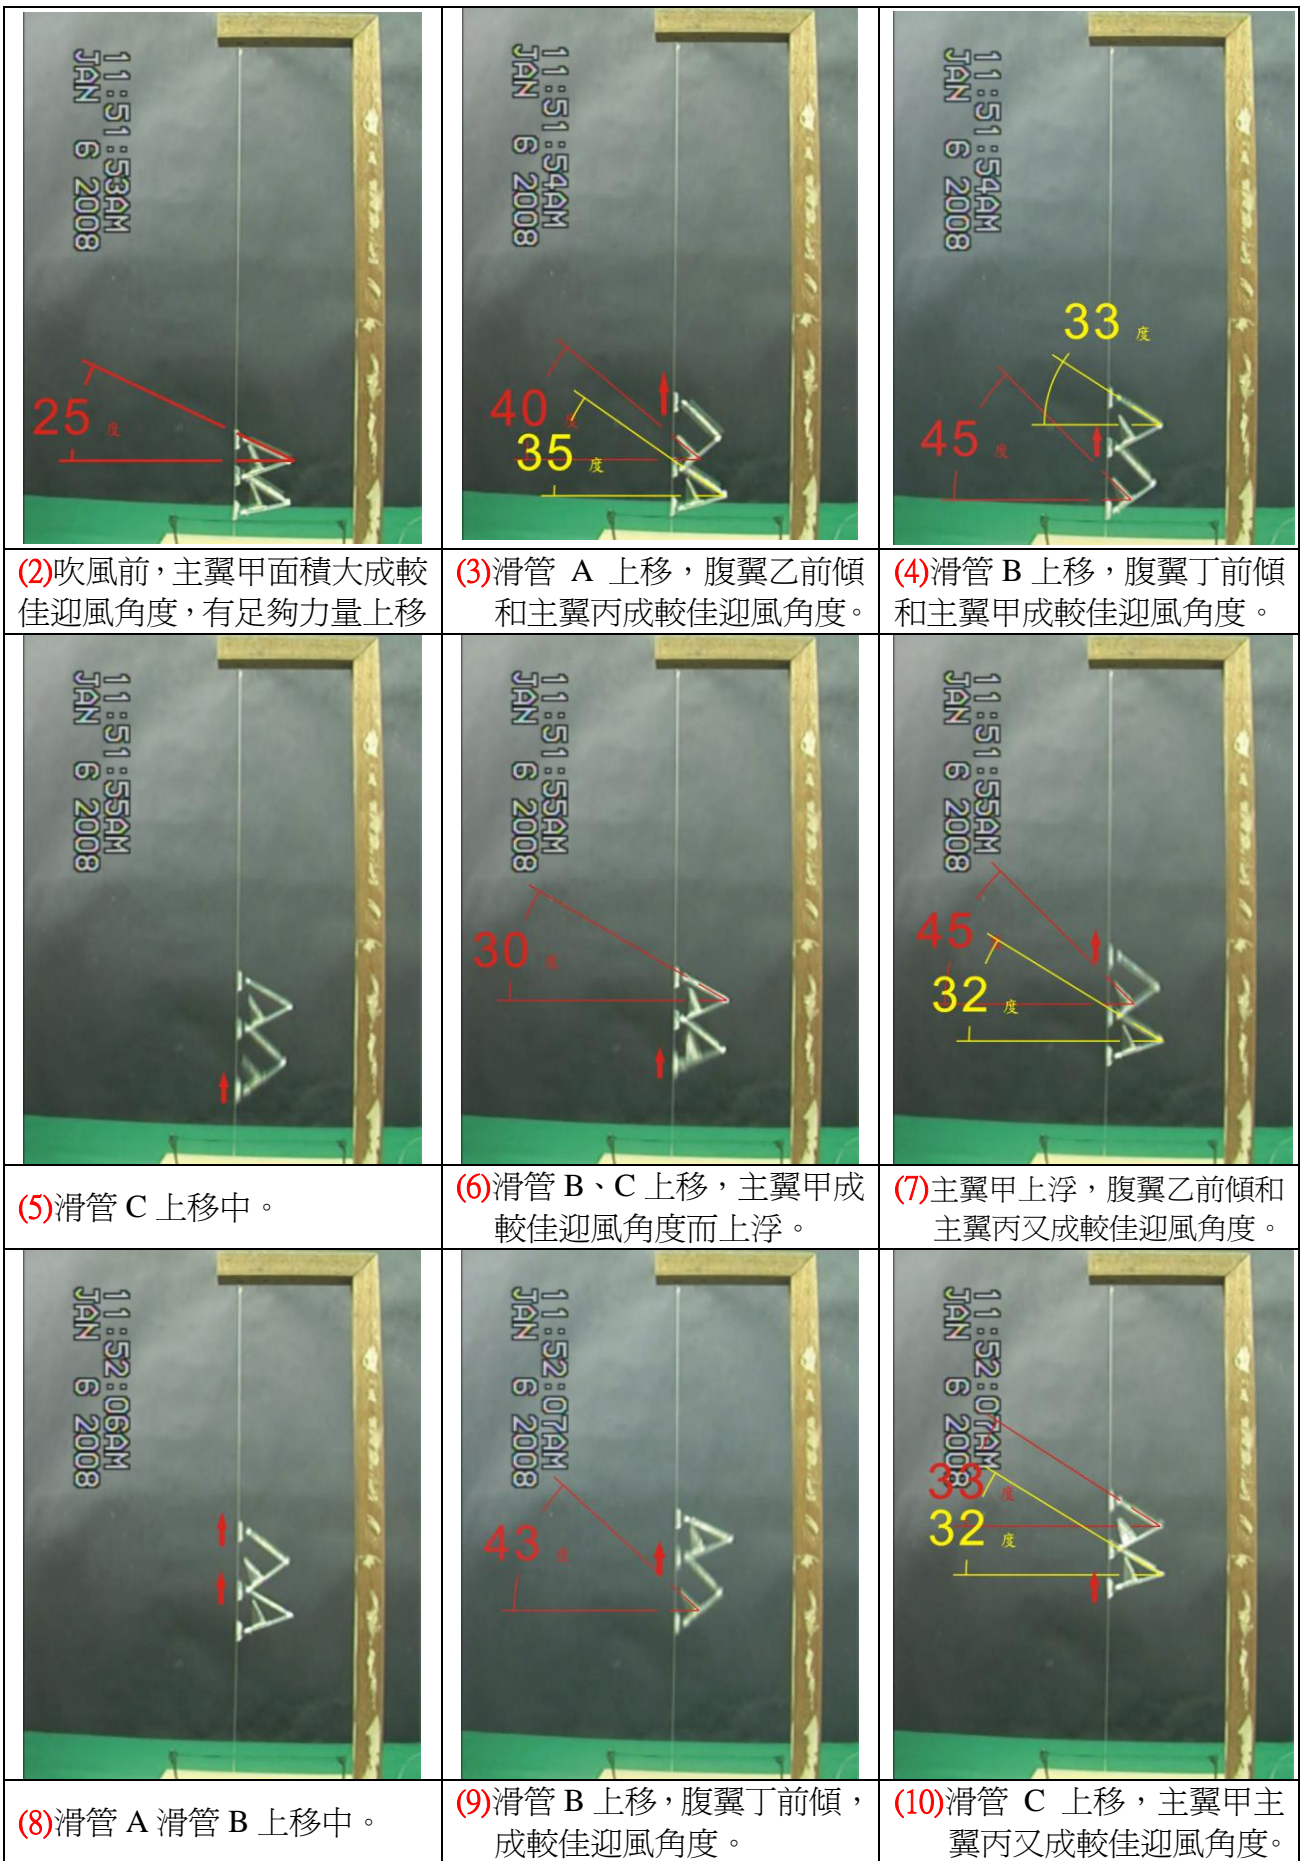 11:51:53AM
JAN 6 2008
25 度
11:51:54AM
JAN 6 2008
40 度
35 度
11:51:54AM
JAN 6 2008
33 度
45 度
(2)吹風前,主翼甲面積大成較
佳迎風角度,有足夠力量上移
(3)滑管 A 上移,腹翼乙前傾
和主翼丙成較佳迎風角度。
(4)滑管 B 上移,腹翼丁前傾
和主翼甲成較佳迎風角度。
11:51:55AM
JAN 6 2008
11:51:55AM
JAN 6 2008
30 度
11:51:55AM
JAN 6 2008
45
32 度
(5)滑管 C 上移中。
(6)滑管 B、C 上移,主翼甲成
較佳迎風角度而上浮。
(7)主翼甲上浮,腹翼乙前傾和
主翼丙又成較佳迎風角度。
11:52:06AM
JAN 6 2008
11:52:07AM
JAN 6 2008
43 度
11:52:07AM
JAN 6 2008
33 度
32 度
(8)滑管 A 滑管 B 上移中。
(9)滑管 B 上移,腹翼丁前傾,
成較佳迎風角度。
(10)滑管 C 上移,主翼甲主
翼丙又成較佳迎風角度。